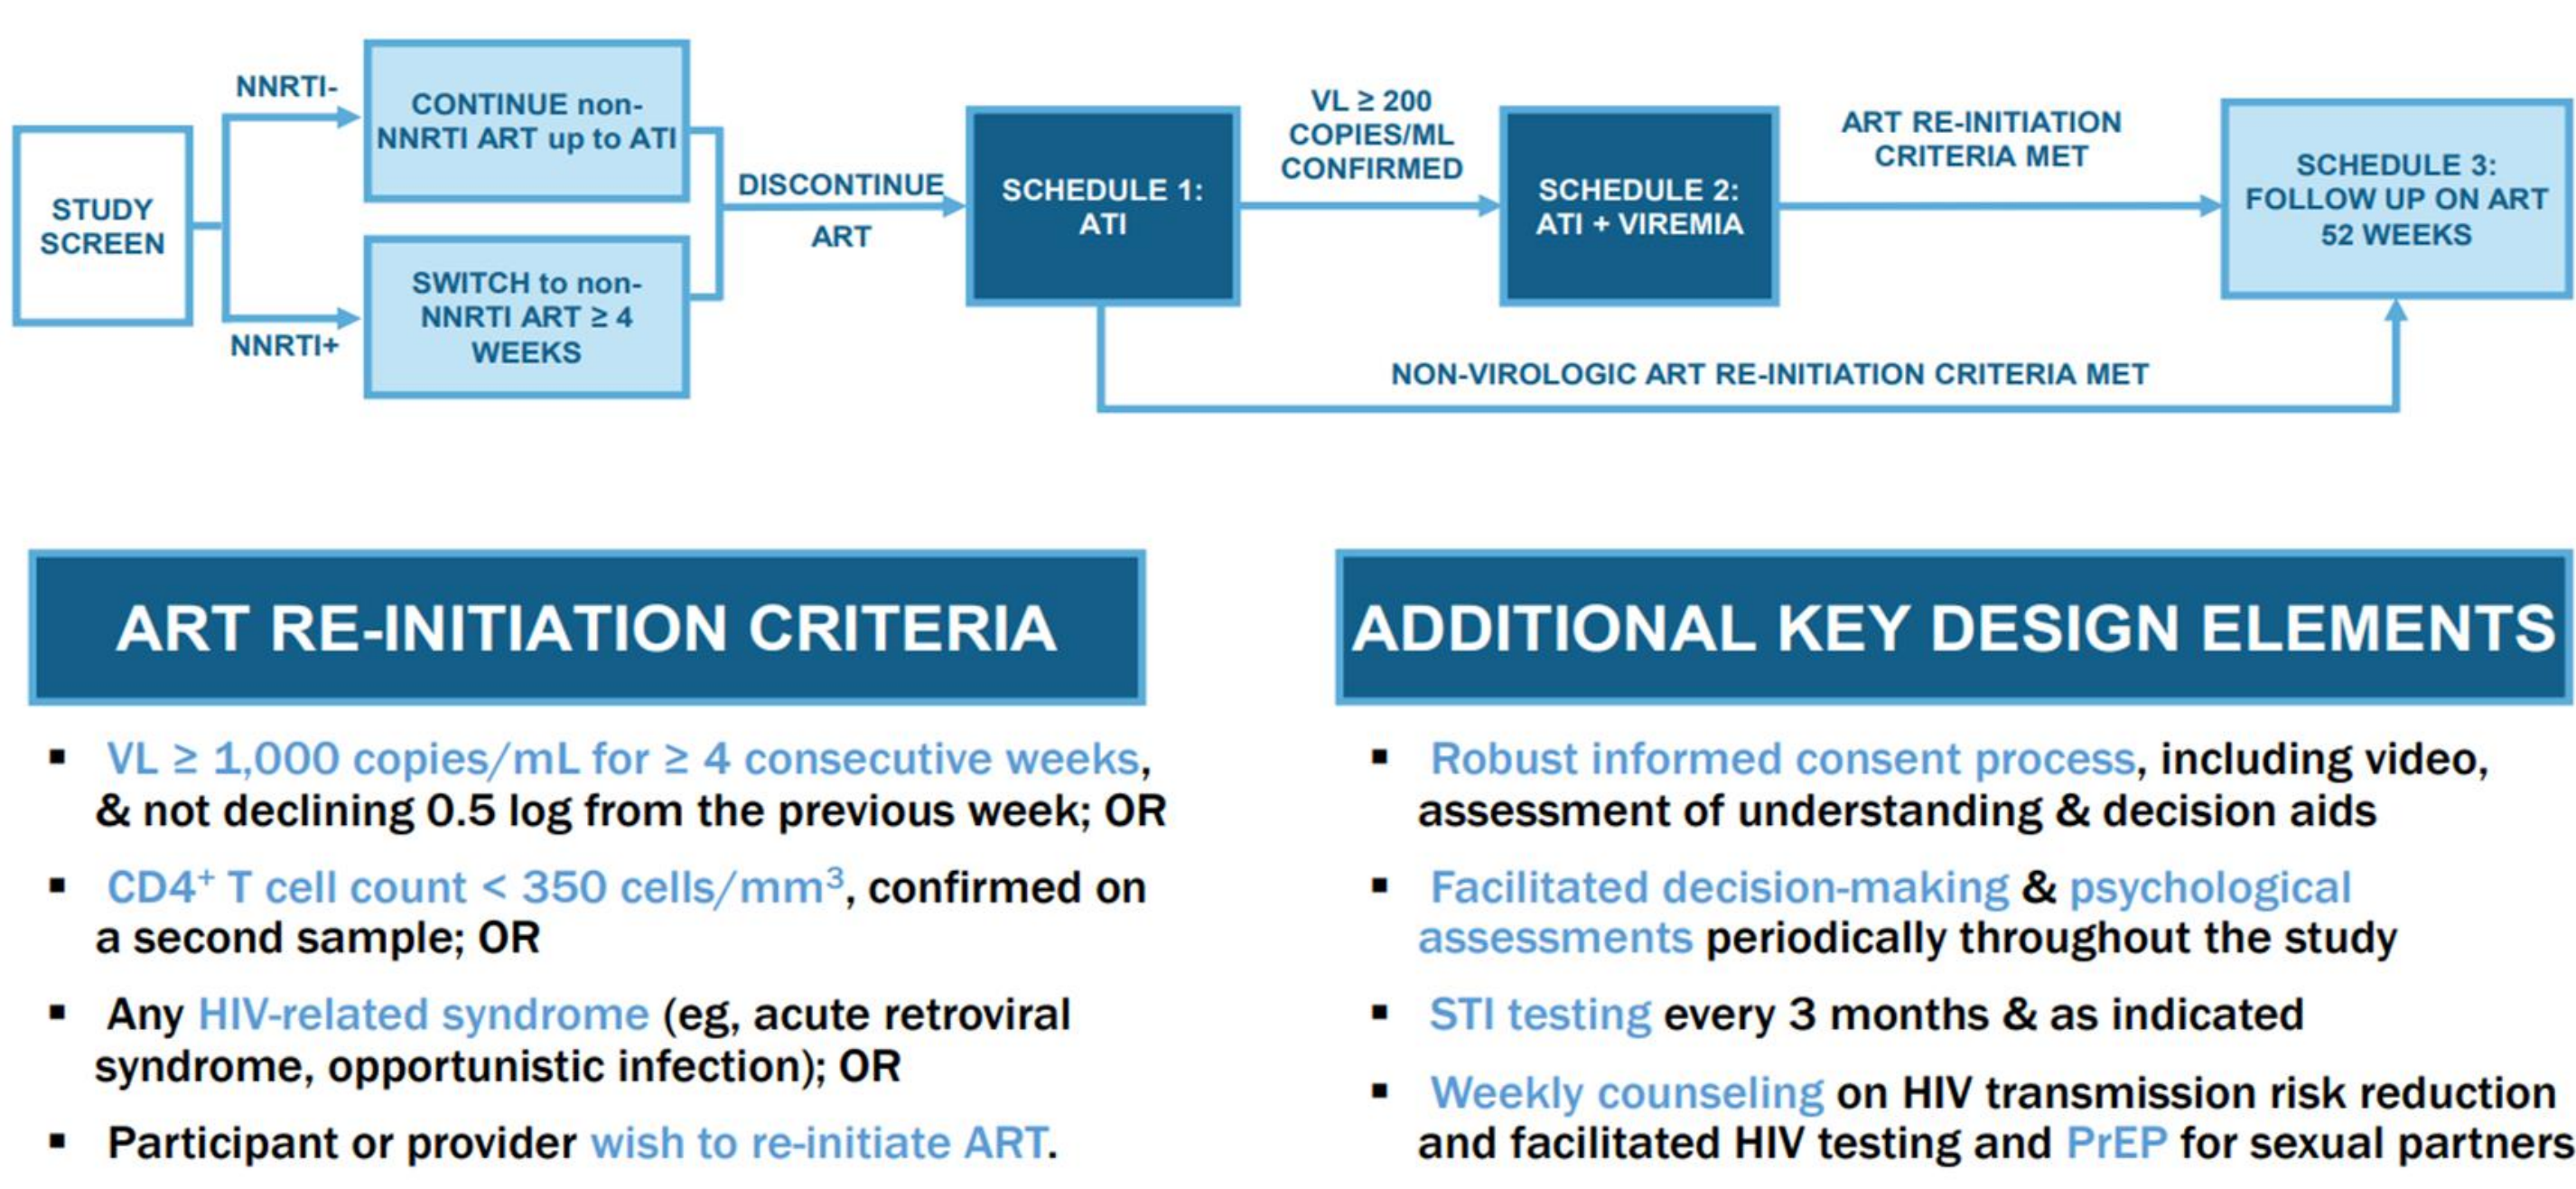 STUDY
SCREEN
NNRTI-
NNRTI+
CONTINUE non-
NNRTI ART up to ATI
SWITCH to non-
NNRTI ART ≥ 4
WEEKS
DISCONTINUE
ART
SCHEDULE 1:
ATI
VL ≥ 200
COPIES/ML
CONFIRMED
SCHEDULE 2:
ATI + VIREMIA
ART RE-INITIATION
CRITERIA MET
SCHEDULE 3:
FOLLOW UP ON ART
52 WEEKS
NON-VIROLOGIC ART RE-INITIATION CRITERIA MET
ART RE-INITIATION CRITERIA
▪ VL ≥ 1,000 copies/mL for ≥ 4 consecutive weeks,
& not declining 0.5 log from the previous week; OR
▪ CD4⁺ T cell count < 350 cells/mm³, confirmed on
a second sample; OR
▪ Any HIV-related syndrome (eg, acute retroviral
syndrome, opportunistic infection); OR
▪ Participant or provider wish to re-initiate ART.
ADDITIONAL KEY DESIGN ELEMENTS
▪ Robust informed consent process, including video,
assessment of understanding & decision aids
▪ Facilitated decision-making & psychological
assessments periodically throughout the study
▪ STI testing every 3 months & as indicated
▪ Weekly counseling on HIV transmission risk reduction
and facilitated HIV testing and PrEP for sexual partners